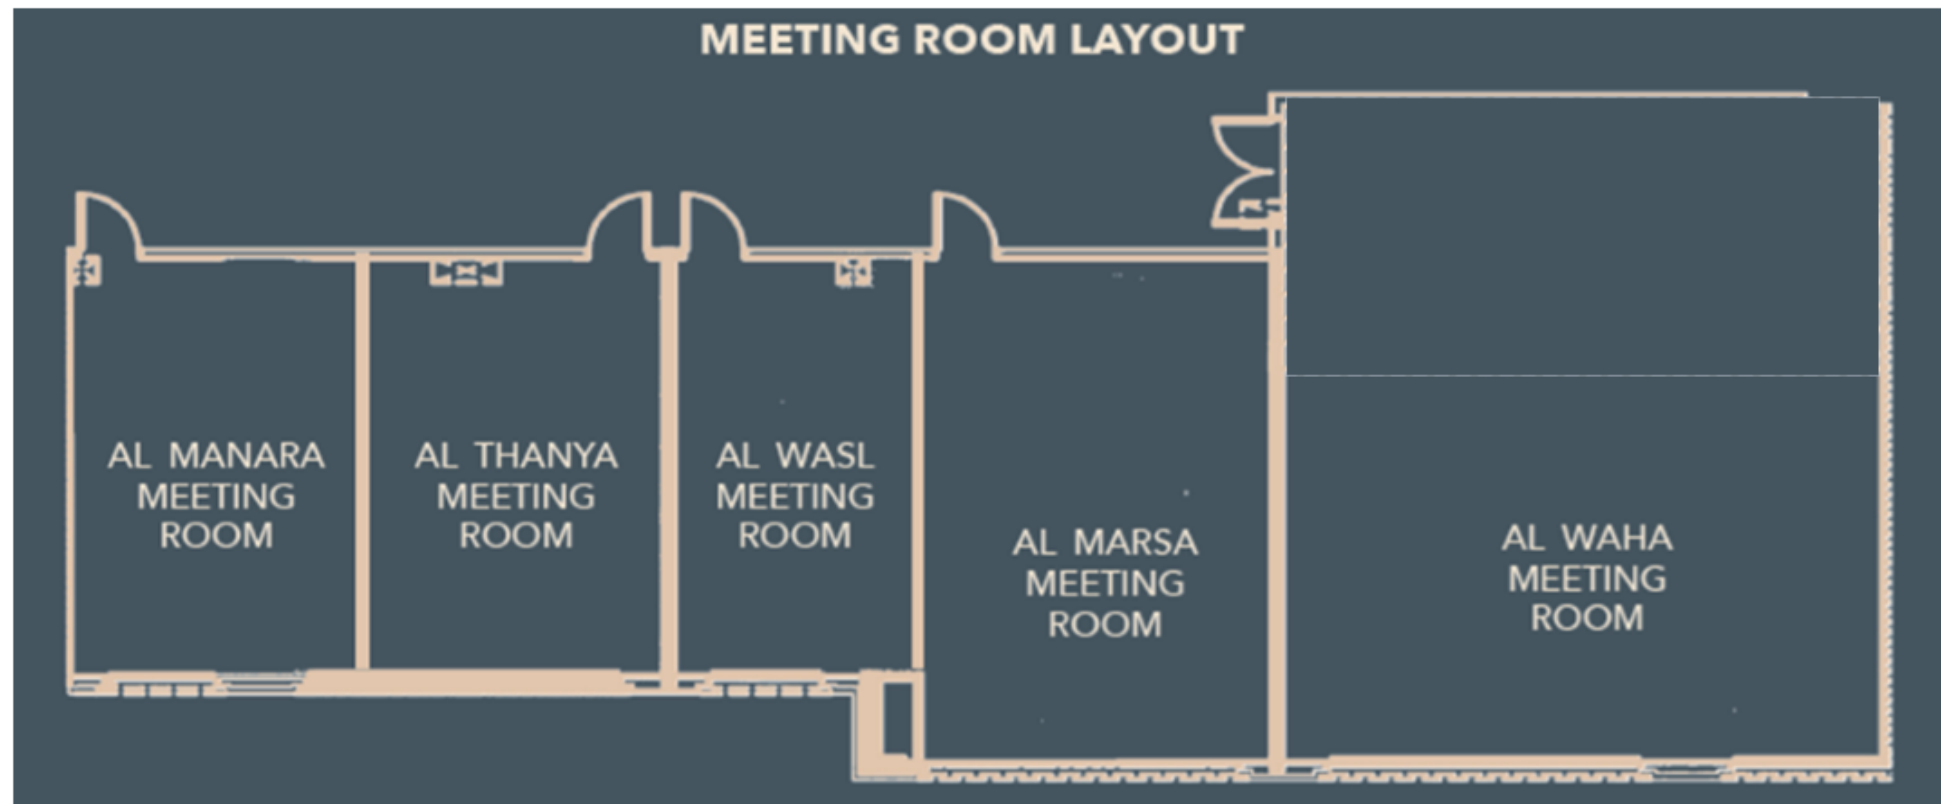 MEETING ROOM LAYOUT
AL MANARA
MEETING
ROOM
AL THANYA
MEETING
ROOM
AL WASL
MEETING
ROOM
AL MARSA
MEETING
ROOM
AL WAHA
MEETING
ROOM